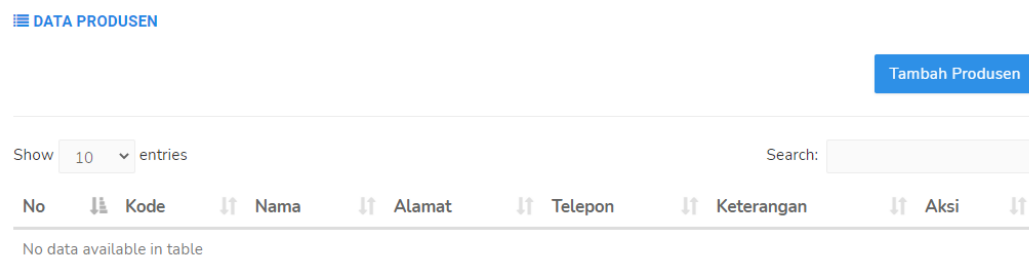 DATA PRODUSEN
Tambah Produsen
Show 10 entries Search:
No Kode Nama Alamat Telepon Keterangan Aksi
No data available in table